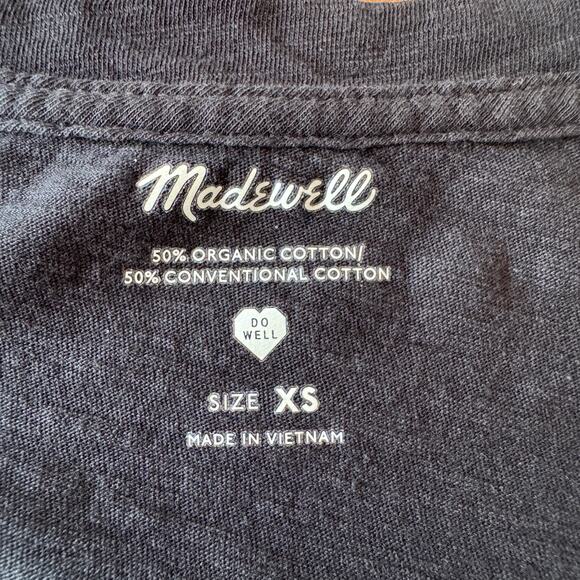 Madewell
50% ORGANIC COTTON/
50% CONVENTIONAL COTTON
DO
WELL
SIZE XS
MADE IN VIETNAM